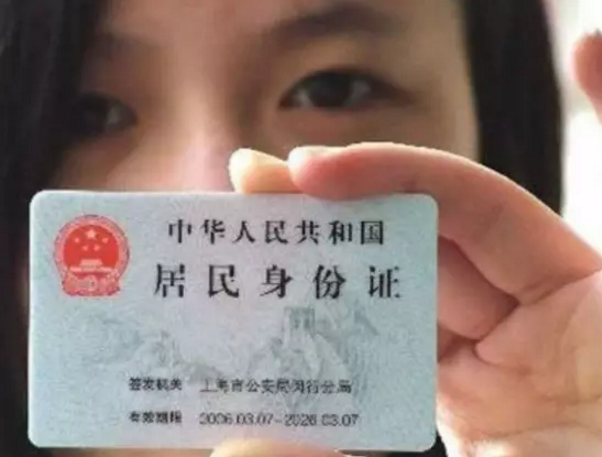 中华人民共和国
居民身份证
签发机关 上海市公安局闵行分局
有效期限 2006.03.07-2026.03.07